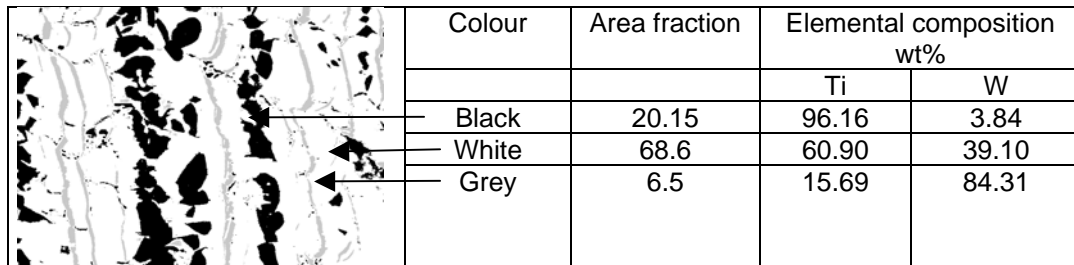 Colour Area fraction Elemental composition
wt%
Ti W
Black 20.15 96.16 3.84
White 68.6 60.90 39.10
Grey 6.5 15.69 84.31